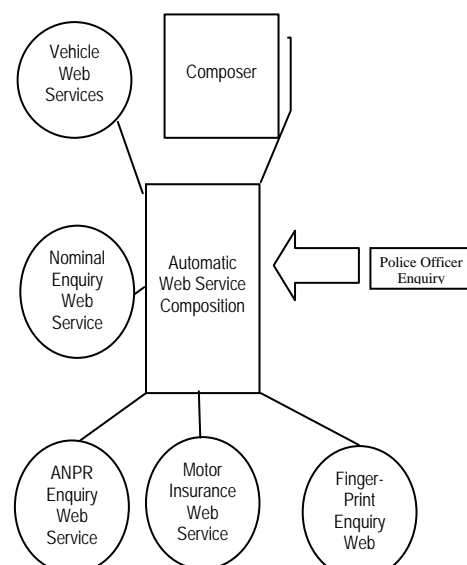 Vehicle
Web
Services
Composer
Nominal
Enquiry
Web
Service
Automatic
Web Service
Composition
Police Officer
Enquiry
ANPR
Enquiry
Web
Service
Motor
Insurance
Web
Service
Finger-
Print
Enquiry
Web